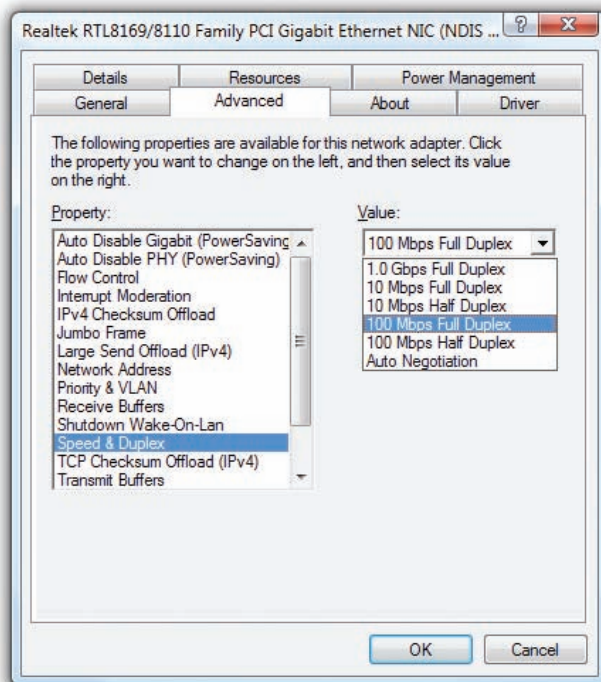 Realtek RTL8169/8110 Family PCI Gigabit Ethernet NIC (NDIS ...
Details Resources Power Management
General Advanced About Driver
The following properties are available for this network adapter. Click
the property you want to change on the left, and then select its value
on the right.
Property:
Auto Disable Gigabit (PowerSaving
Auto Disable PHY (PowerSaving)
Flow Control
Interrupt Moderation
IPv4 Checksum Offload
Jumbo Frame
Large Send Offload (IPv4)
Network Address
Priority & VLAN
Receive Buffers
Shutdown Wake-On-Lan
Speed & Duplex
TCP Checksum Offload (IPv4)
Transmit Buffers
Value:
100 Mbps Full Duplex
1.0 Gbps Full Duplex
10 Mbps Full Duplex
10 Mbps Half Duplex
100 Mbps Full Duplex
100 Mbps Half Duplex
Auto Negotiation
OK Cancel